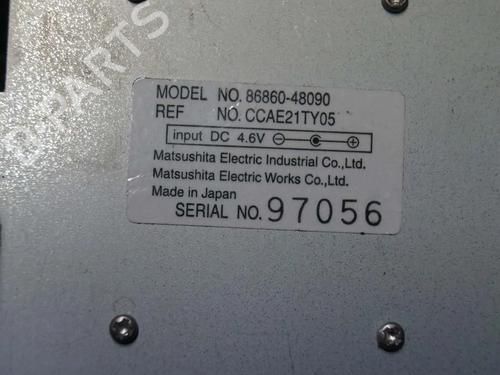 MODEL NO. 86860-48090
REF NO. CCAE21TY05
input DC 4.6V
Matsushita Electric Industrial Co.,Ltd.
Matsushita Electric Works Co.,Ltd.
Made in Japan
SERIAL NO. 97056
B-PARTS